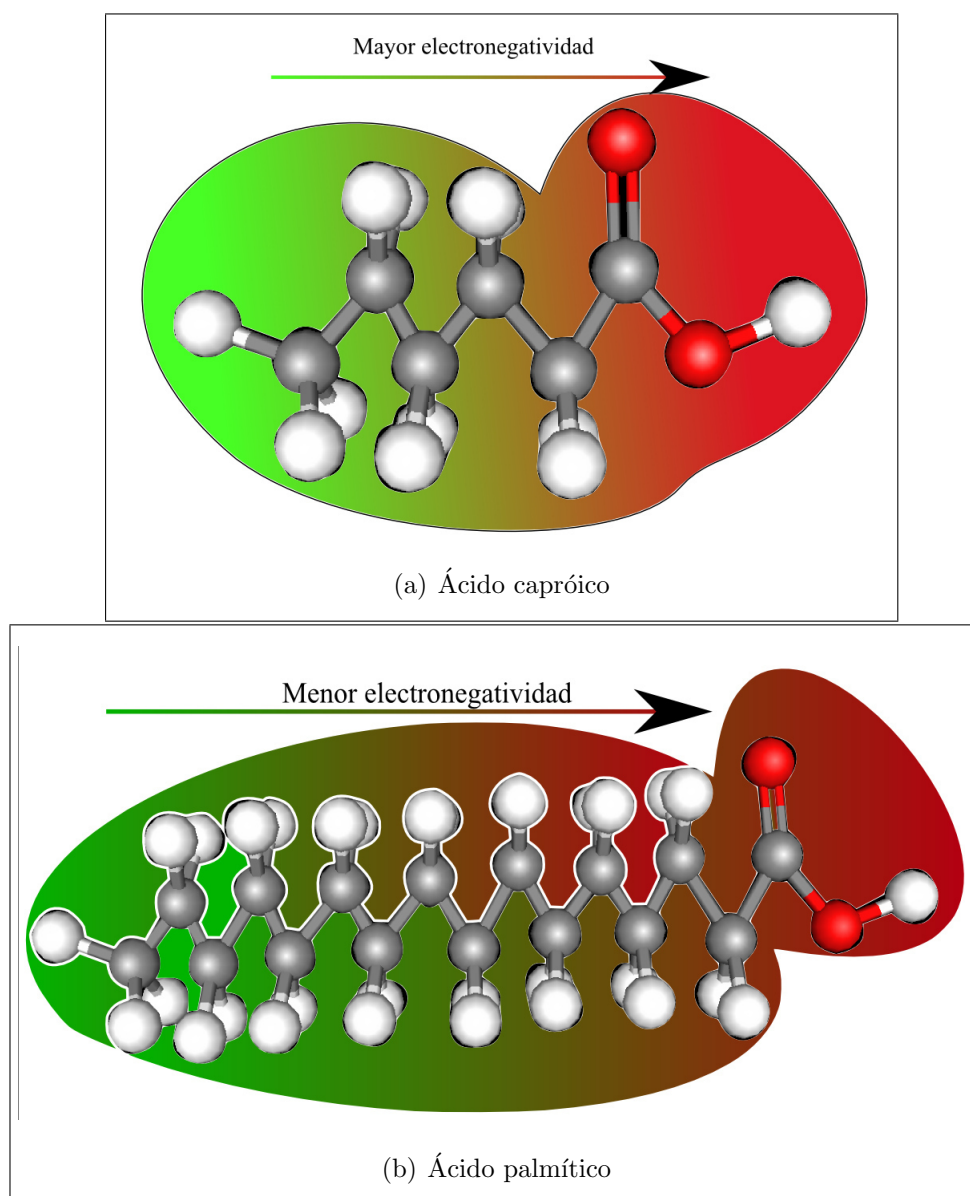 Mayor electronegatividad
(a) Ácido capróico
Menor electronegatividad
(b) Ácido palmítico